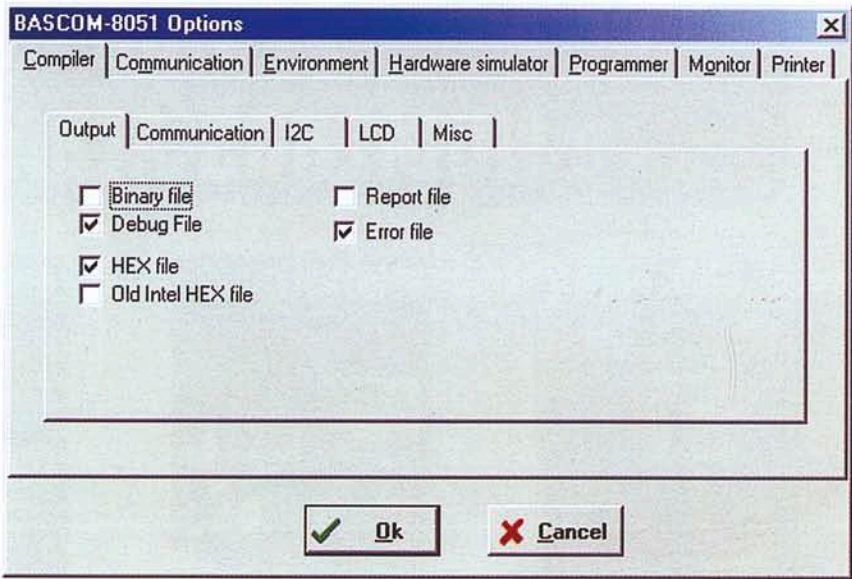 BASCOM-8051 Options
Compiler Communication Environment Hardware simulator Programmer Monitor Printer
Output Communication I2C LCD Misc
Binary file Report file
Debug File Error file
HEX file
Old Intel HEX file
Ok Cancel